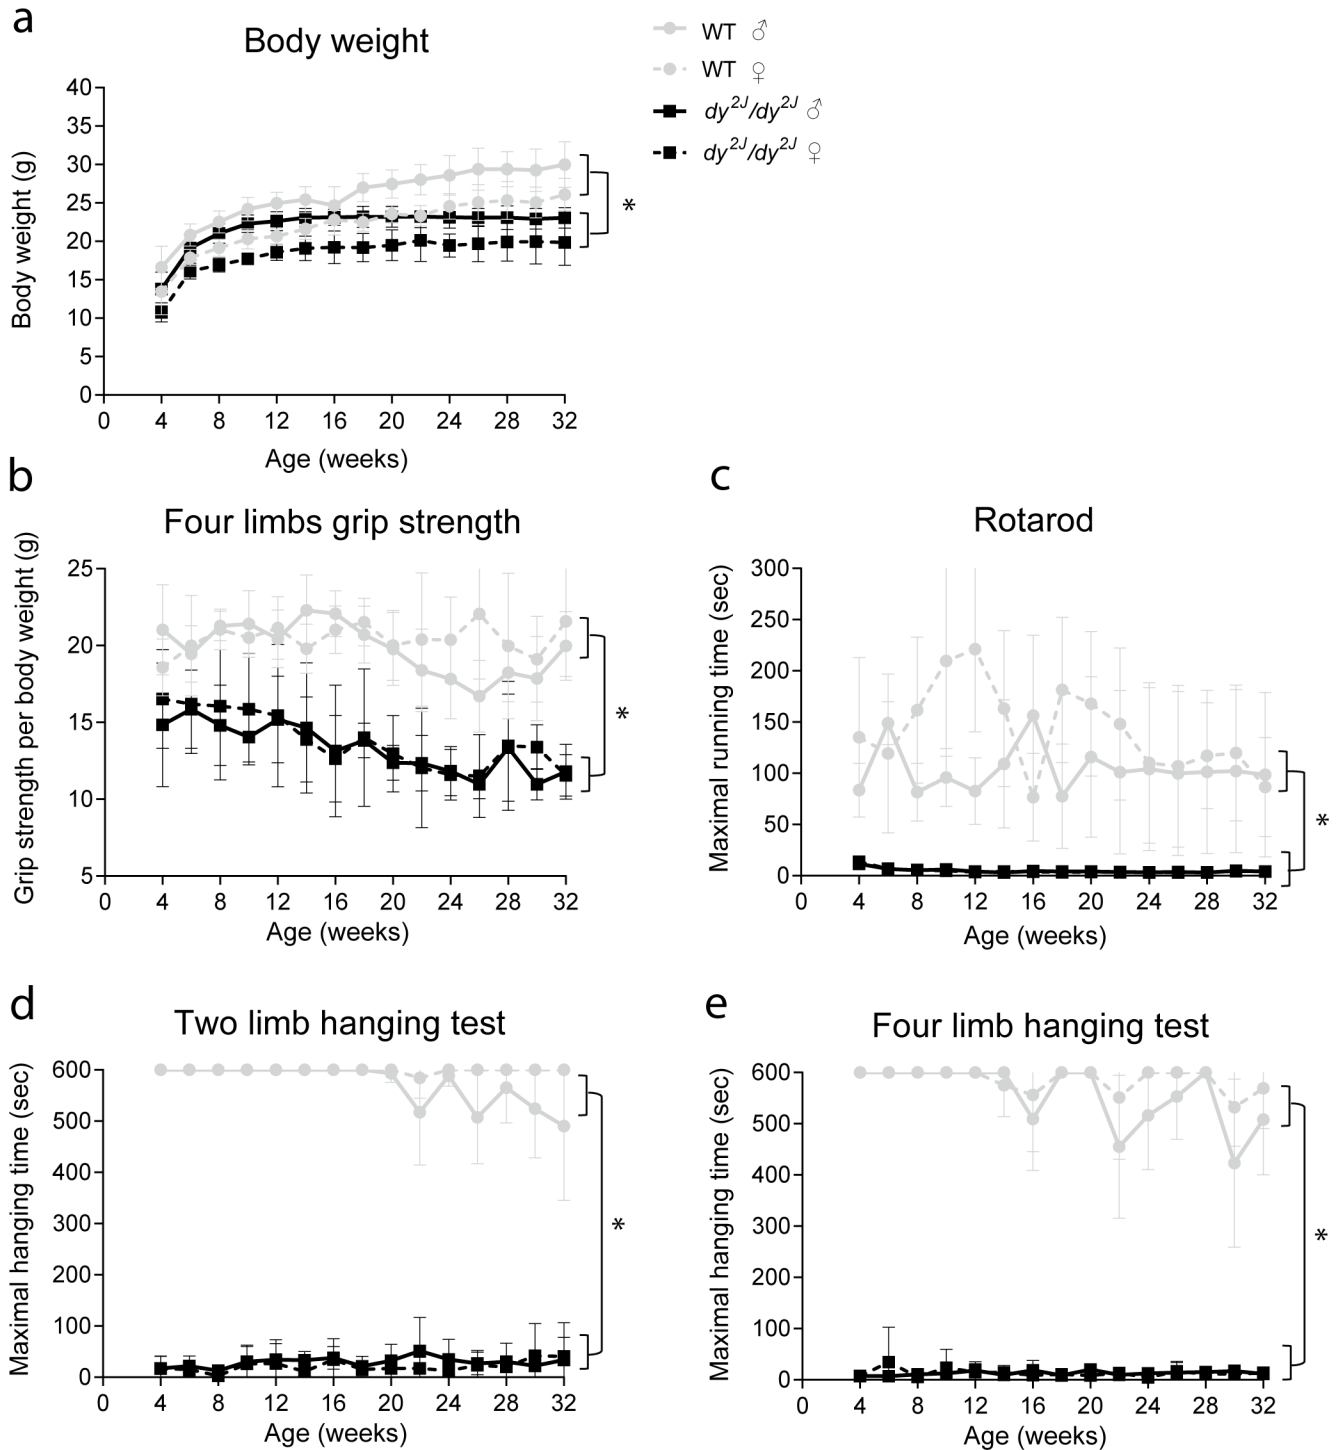 a
Body weight
WT ♂
WT ♀
dy2J/dy2J ♂
dy2J/dy2J ♀
Body weight (g)
40
35
30
25
20
15
10
5
0
*
0 4 8 12 16 20 24 28 32
Age (weeks)
b
Four limbs grip strength
Grip strength per body weight (g)
25
20
15
10
5
*
0 4 8 12 16 20 24 28 32
Age (weeks)
c
Rotarod
Maximal running time (sec)
300
250
200
150
100
50
0
*
0 4 8 12 16 20 24 28 32
Age (weeks)
d
Two limb hanging test
Maximal hanging time (sec)
600
500
400
300
200
100
0
*
0 4 8 12 16 20 24 28 32
Age (weeks)
e
Four limb hanging test
Maximal hanging time (sec)
600
500
400
300
200
100
0
*
0 4 8 12 16 20 24 28 32
Age (weeks)